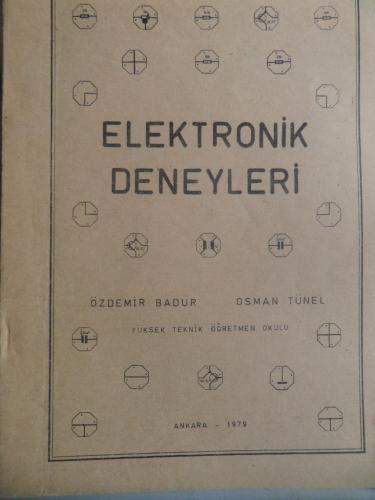 ELEKTRONİK
DENEYLERİ
ÖZDEMİR BADUR OSMAN TÜNEL
YÜKSEK TEKNİK ÖĞRETMEN OKULU
ANKARA - 1979